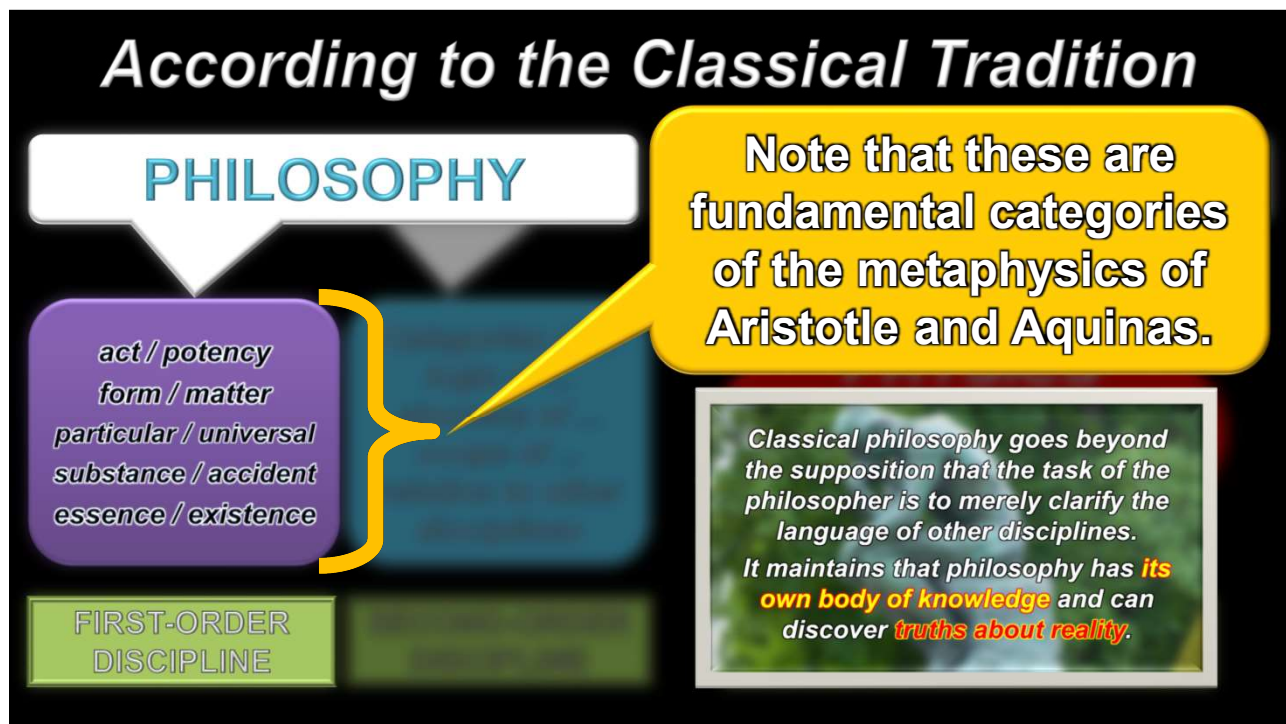 According to the Classical Tradition
PHILOSOPHY
Note that these are
fundamental categories
of the metaphysics of
Aristotle and Aquinas.
act / potency
form / matter
particular / universal
substance / accident
essence / existence
FIRST-ORDER
DISCIPLINE
Classical philosophy goes beyond
the supposition that the task of the
philosopher is to merely clarify the
language of other disciplines.
It maintains that philosophy has its
own body of knowledge and can
discover truths about reality.